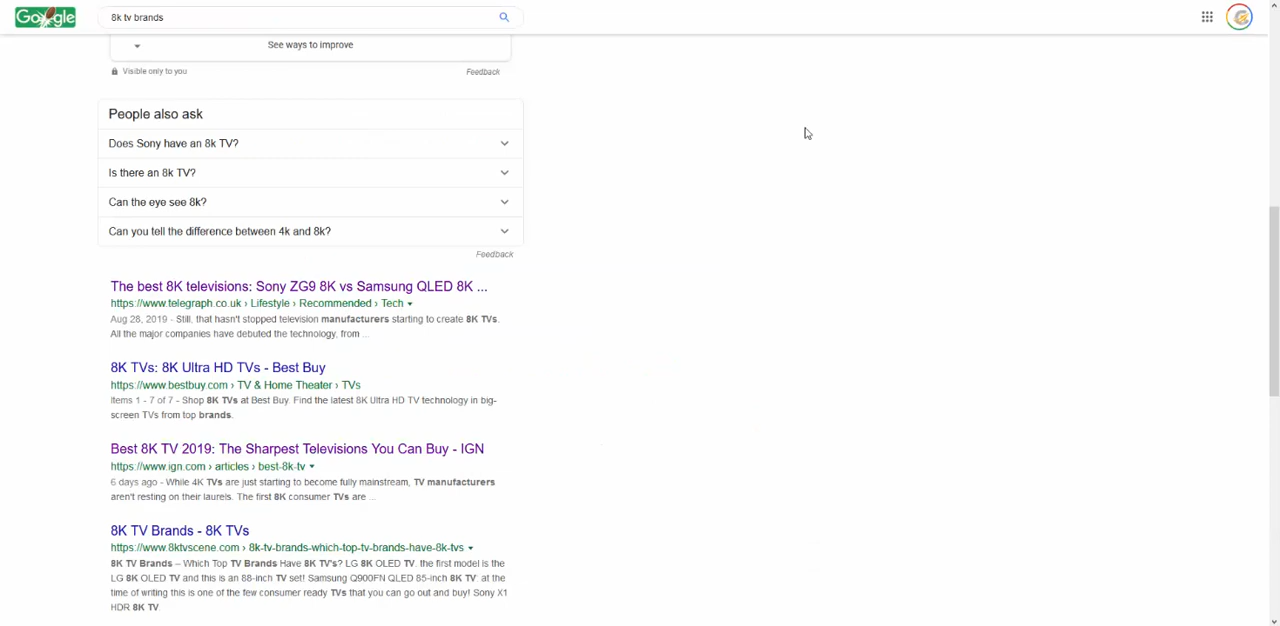 Google
8k tv brands
See ways to improve
Visible only to you
Feedback
People also ask
Does Sony have an 8k TV?
Is there an 8k TV?
Can the eye see 8k?
Can you tell the difference between 4k and 8k?
Feedback
The best 8K televisions: Sony ZG9 8K vs Samsung QLED 8K ...
https://www.telegraph.co.uk › Lifestyle › Recommended › Tech
Aug 28, 2019 - Still, that hasn't stopped television manufacturers starting to create 8K TVs.
All the major companies have debuted the technology, from ...
8K TVs: 8K Ultra HD TVs - Best Buy
https://www.bestbuy.com › TV & Home Theater › TVs
Items 1 - 7 of 7 - Shop 8K TVs at Best Buy. Find the latest 8K Ultra HD TV technology in big-
screen TVs from top brands.
Best 8K TV 2019: The Sharpest Televisions You Can Buy - IGN
https://www.ign.com › articles › best-8k-tv
6 days ago - While 4K TVs are just starting to become fully mainstream, TV manufacturers
aren't resting on their laurels. The first 8K consumer TVs are ...
8K TV Brands - 8K TVs
https://www.8ktvscene.com › 8k-tv-brands-which-top-tv-brands-have-8k-tvs
8K TV Brands – Which Top TV Brands Have 8K TV's? LG 8K OLED TV. the first model is the
LG 8K OLED TV and this is an 88-inch TV set! Samsung Q900FN QLED 85-inch 8K TV: at the
time of writing this is one of the few consumer ready TVs that you can go out and buy! Sony X1
HDR 8K TV